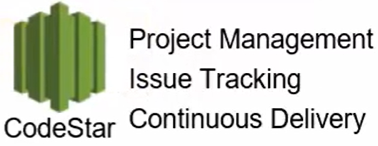 Project Management
Issue Tracking
Continuous Delivery
CodeStar